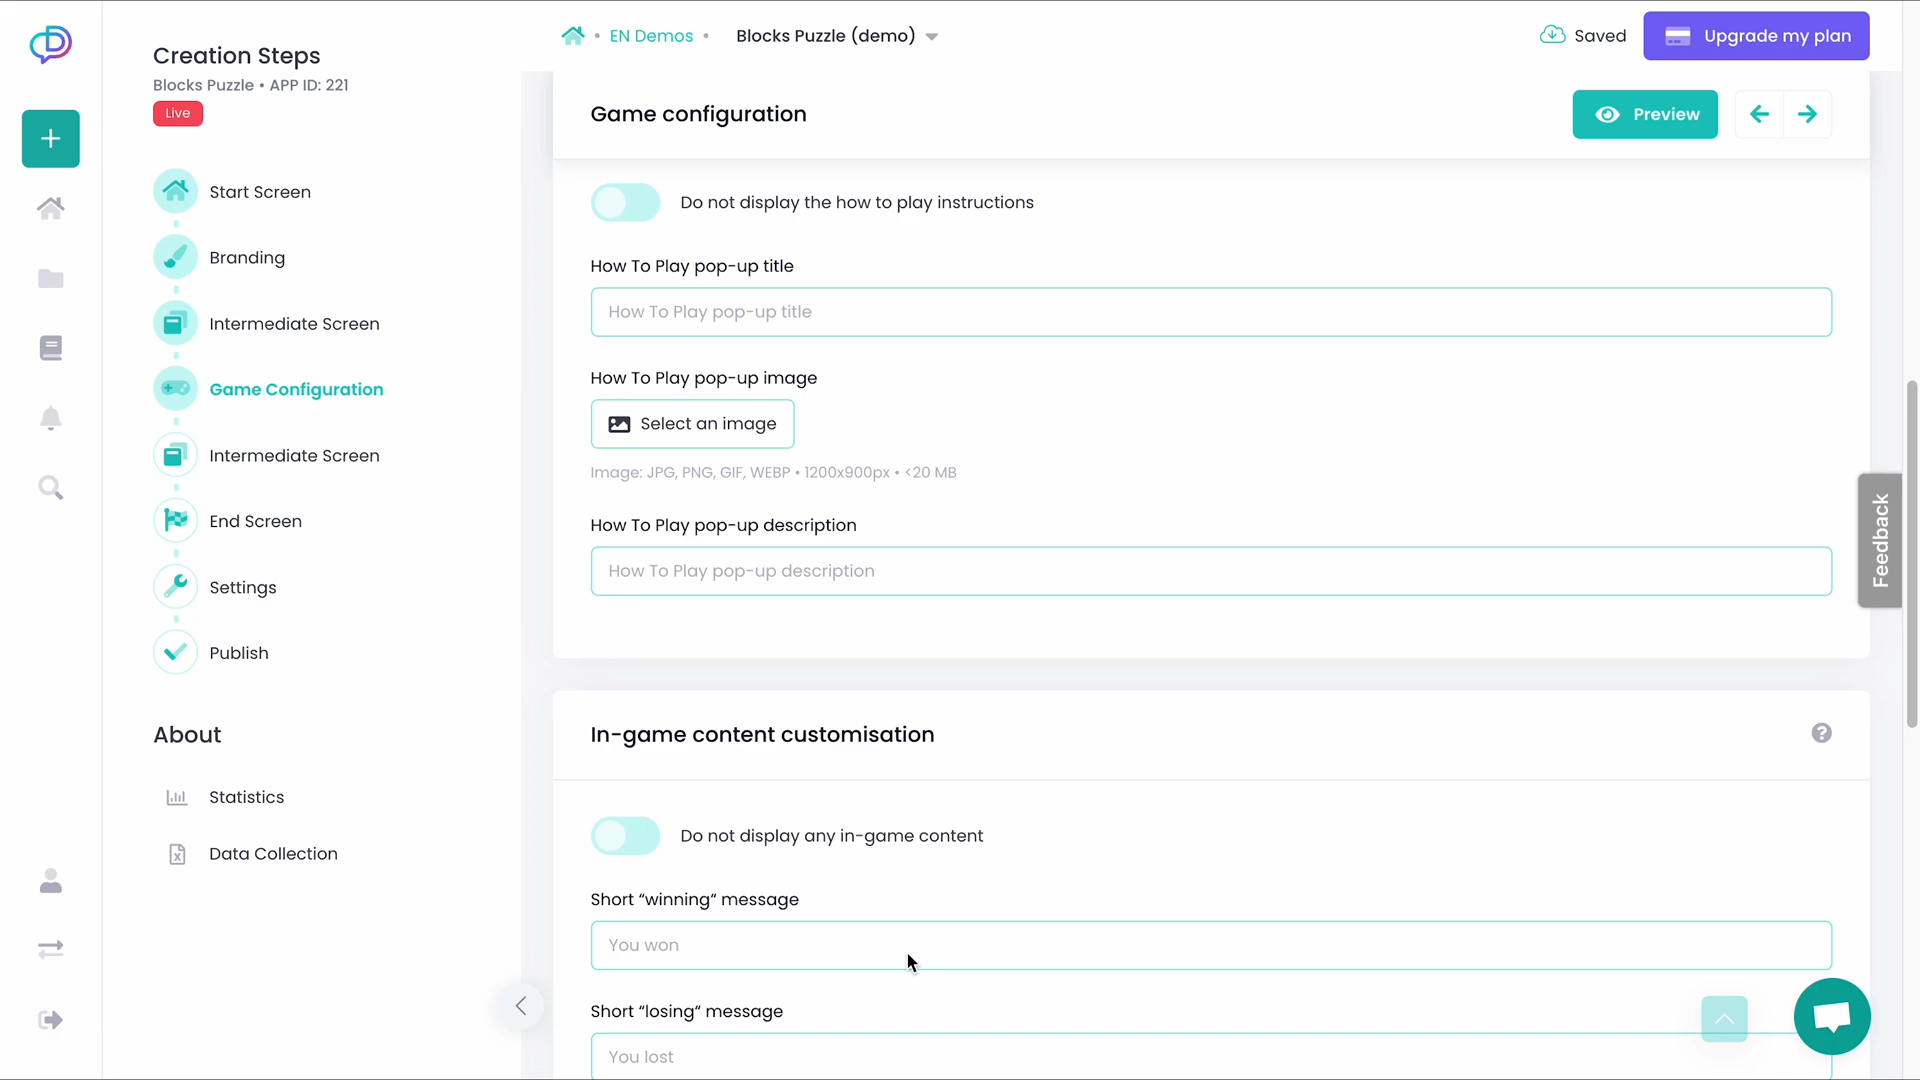 Creation Steps
Blocks Puzzle • APP ID: 221
Live
Start Screen
Branding
Intermediate Screen
Game Configuration
Intermediate Screen
End Screen
Settings
Publish
About
Statistics
Data Collection
• EN Demos • Blocks Puzzle (demo)
Saved
Upgrade my plan
Game configuration
Preview
Do not display the how to play instructions
How To Play pop-up title
How To Play pop-up title
How To Play pop-up image
Select an image
Image: JPG, PNG, GIF, WEBP • 1200x900px • <20 MB
How To Play pop-up description
How To Play pop-up description
In-game content customisation
?
Do not display any in-game content
Short “winning“ message
You won
Short “losing“ message
You lost
Feedback